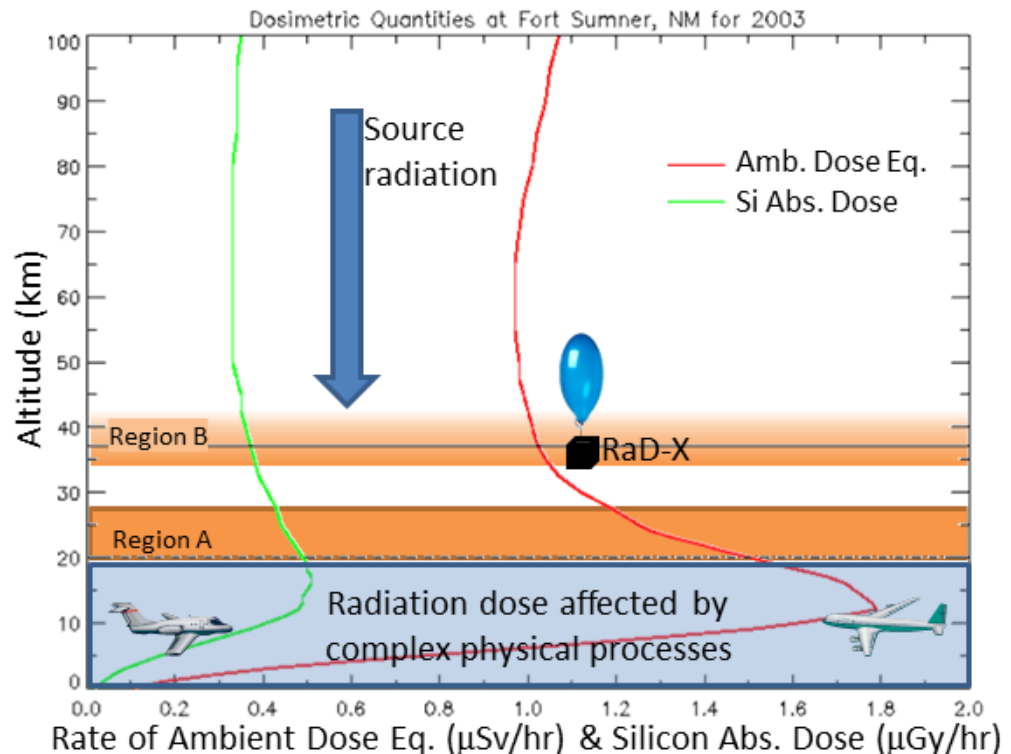 Dosimetric Quantities at Fort Sumner, NM for 2003
100
90
80
70
60
50
40
30
20
10
0
Altitude (km)
Source
radiation
Amb. Dose Eq.
Si Abs. Dose
Region B
RaD-X
Region A
Radiation dose affected by
complex physical processes
0.0 0.2 0.4 0.6 0.8 1.0 1.2 1.4 1.6 1.8 2.0
Rate of Ambient Dose Eq. (μSv/hr) & Silicon Abs. Dose (μGy/hr)